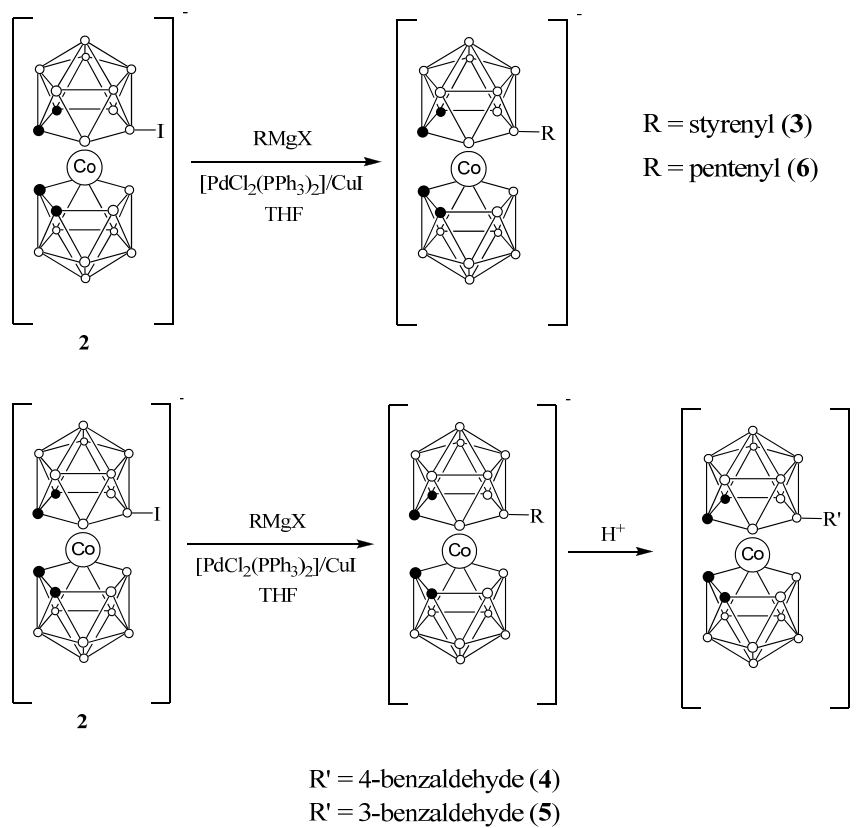 -
-
I
R
R = styrenyl (3)
Co
RMgX
Co
R = pentenyl (6)
[PdCl2(PPh3)2]/CuI
THF
2
-
-
I
R
R'
Co
RMgX
Co
H+
Co
[PdCl2(PPh3)2]/CuI
THF
2
R' = 4-benzaldehyde (4)
R' = 3-benzaldehyde (5)